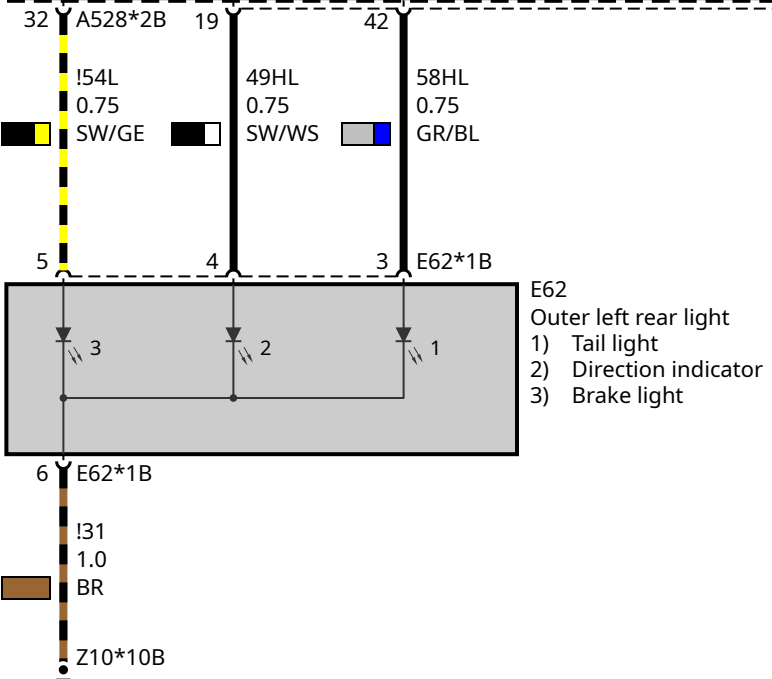 32 A528*2B 19 42
!54L 49HL 58HL
0.75 0.75 0.75
SW/GE SW/WS GR/BL
5 4 3 E62*1B
E62
Outer left rear light
1) Tail light
2) Direction indicator
3) Brake light
3 2 1
6 E62*1B
!31
1.0
BR
Z10*10B